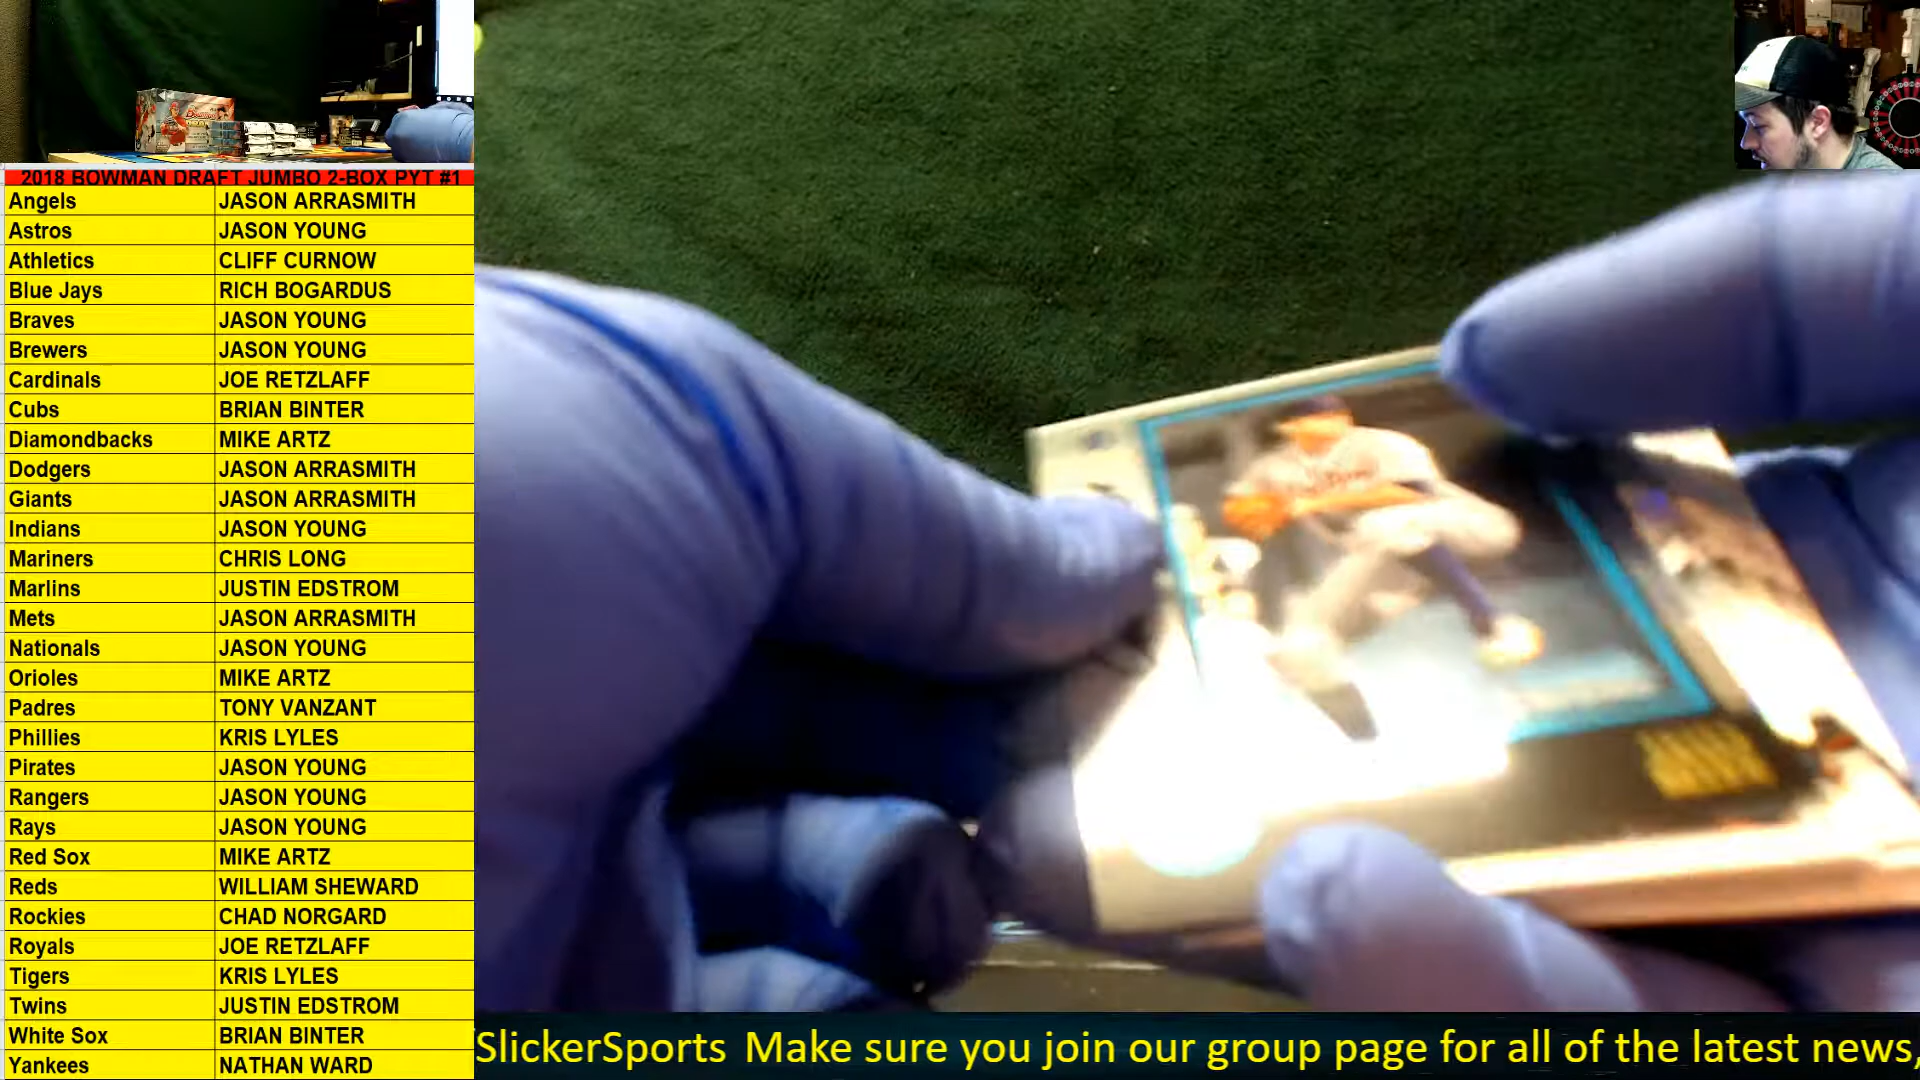 2018 BOWMAN DRAFT JUMBO 2-BOX PYT #1
Angels JASON ARRASMITH
Astros JASON YOUNG
Athletics CLIFF CURNOW
Blue Jays RICH BOGARDUS
Braves JASON YOUNG
Brewers JASON YOUNG
Cardinals JOE RETZLAFF
Cubs BRIAN BINTER
Diamondbacks MIKE ARTZ
Dodgers JASON ARRASMITH
Giants JASON ARRASMITH
Indians JASON YOUNG
Mariners CHRIS LONG
Marlins JUSTIN EDSTROM
Mets JASON ARRASMITH
Nationals JASON YOUNG
Orioles MIKE ARTZ
Padres TONY VANZANT
Phillies KRIS LYLES
Pirates JASON YOUNG
Rangers JASON YOUNG
Rays JASON YOUNG
Red Sox MIKE ARTZ
Reds WILLIAM SHEWARD
Rockies CHAD NORGARD
Royals JOE RETZLAFF
Tigers KRIS LYLES
Twins JUSTIN EDSTROM
White Sox BRIAN BINTER
Yankees NATHAN WARD
SlickerSports Make sure you join our group page for all of the latest news,